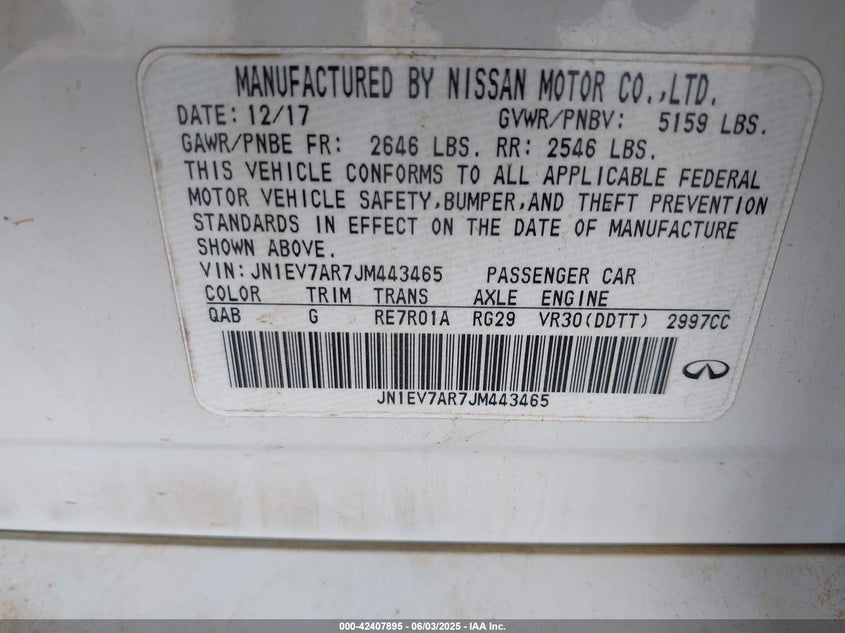 MANUFACTURED BY NISSAN MOTOR CO.,LTD.
DATE: 12/17 GVWR/PNBV: 5159 LBS.
GAWR/PNBE FR: 2646 LBS. RR: 2546 LBS.
THIS VEHICLE CONFORMS TO ALL APPLICABLE FEDERAL
MOTOR VEHICLE SAFETY,BUMPER,AND THEFT PREVENTION
STANDARDS IN EFFECT ON THE DATE OF MANUFACTURE
SHOWN ABOVE.
VIN: JN1EV7AR7JM443465 PASSENGER CAR
COLOR TRIM TRANS AXLE ENGINE
QAB G RE7R01A RG29 VR30(DDTT) 2997CC
JN1EV7AR7JM443465
000-42407895 - 06/03/2025 - IAA Inc.